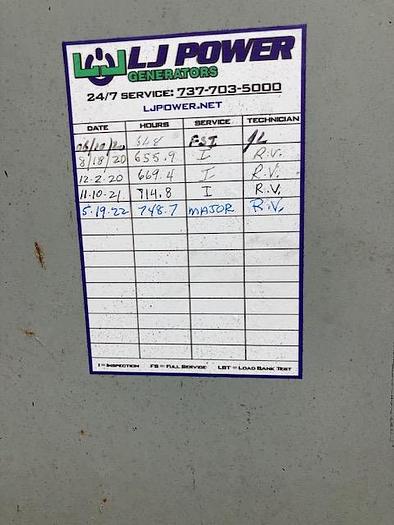 LJ POWER
GENERATORS
24/7 SERVICE: 737-703-5000
LJPOWER.NET
DATE HOURS SERVICE TECHNICIAN
JL
8/18/20 655.9 I R.V.
12-2-20 669.4 I R.V.
11-10-21 714.8 I R.V.
5-19-22 748.7 MAJOR R.V.
I = INSPECTION FS = FULL SERVICE LBT = LOAD BANK TEST